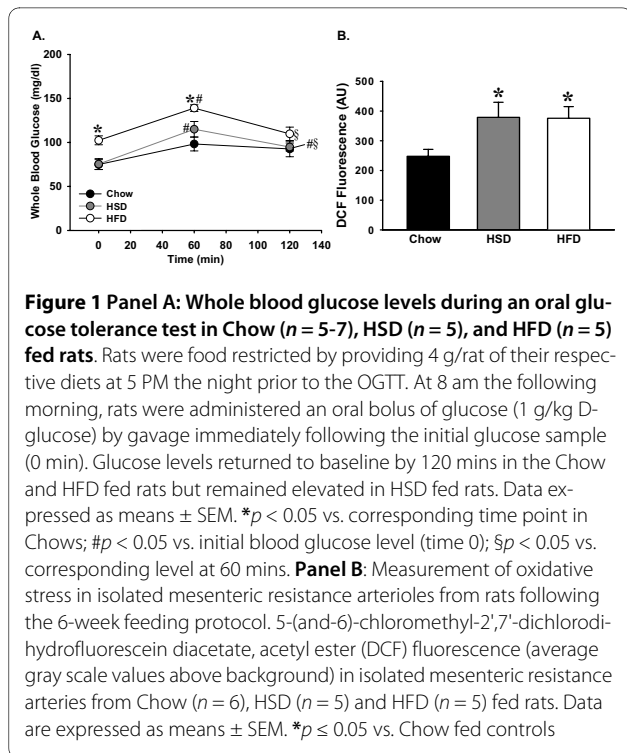 A.
B.
Whole Blood Glucose (mg/dl)
200
150
100
50
0
*
*#
#
§
#§
Chow
HSD
HFD
0 20 40 60 80 100 120 140
Time (min)
DCF Fluorescence (AU)
500
400
300
200
100
0
*
*
Chow HSD HFD
Figure 1 Panel A: Whole blood glucose levels during an oral glu-
cose tolerance test in Chow (n = 5-7), HSD (n = 5), and HFD (n = 5)
fed rats. Rats were food restricted by providing 4 g/rat of their respec-
tive diets at 5 PM the night prior to the OGTT. At 8 am the following
morning, rats were administered an oral bolus of glucose (1 g/kg D-
glucose) by gavage immediately following the initial glucose sample
(0 min). Glucose levels returned to baseline by 120 mins in the Chow
and HFD fed rats but remained elevated in HSD fed rats. Data ex-
pressed as means ± SEM. *p < 0.05 vs. corresponding time point in
Chows; #p < 0.05 vs. initial blood glucose level (time 0); §p < 0.05 vs.
corresponding level at 60 mins. Panel B: Measurement of oxidative
stress in isolated mesenteric resistance arterioles from rats following
the 6-week feeding protocol. 5-(and-6)-chloromethyl-2',7'-dichlorodi-
hydrofluorescein diacetate, acetyl ester (DCF) fluorescence (average
gray scale values above background) in isolated mesenteric resistance
arteries from Chow (n = 6), HSD (n = 5) and HFD (n = 5) fed rats. Data
are expressed as means ± SEM. *p ≤ 0.05 vs. Chow fed controls